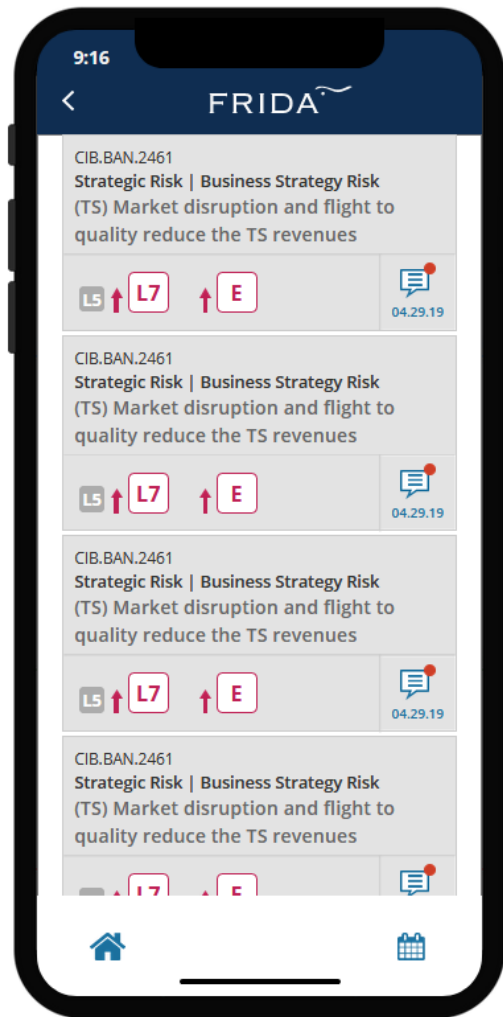 9:16
FRIDA
CIB.BAN.2461
Strategic Risk | Business Strategy Risk
(TS) Market disruption and flight to
quality reduce the TS revenues
L5 L7 E
04.29.19
CIB.BAN.2461
Strategic Risk | Business Strategy Risk
(TS) Market disruption and flight to
quality reduce the TS revenues
L5 L7 E
04.29.19
CIB.BAN.2461
Strategic Risk | Business Strategy Risk
(TS) Market disruption and flight to
quality reduce the TS revenues
L5 L7 E
04.29.19
CIB.BAN.2461
Strategic Risk | Business Strategy Risk
(TS) Market disruption and flight to
quality reduce the TS revenues
L7 E